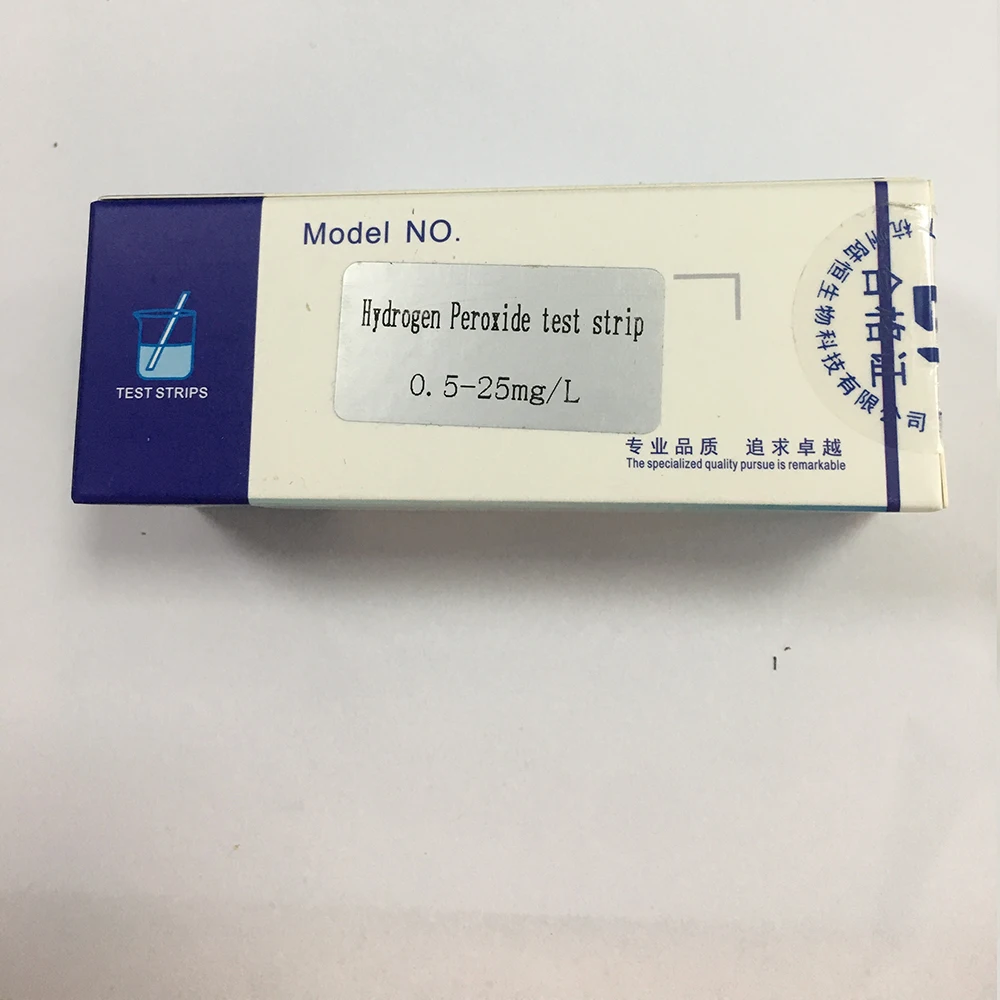 Model NO.
Hydrogen Peroxide test strip
0.5-25mg/L
TEST STRIPS
专业品质 追求卓越
The specialized quality pursue is remarkable
合格证
恒生物科技有限公司